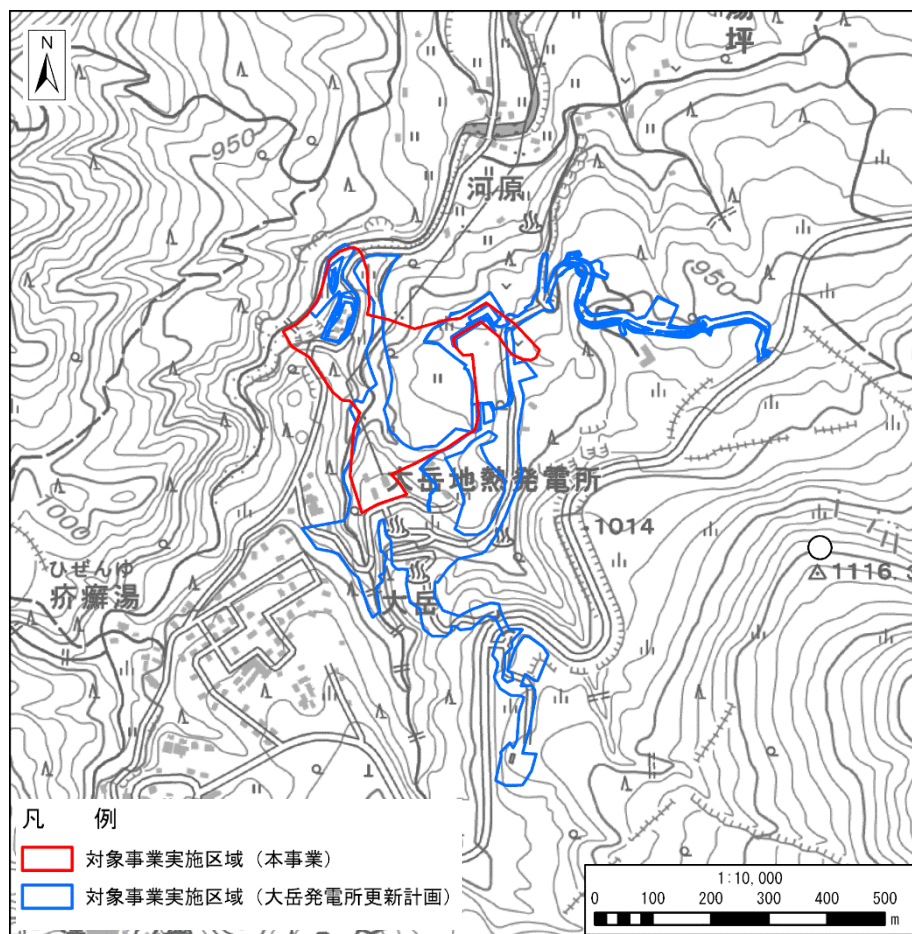 N
湯坪
950
河原
950
大岳地熱発電所
1014
1000
ひぜんゆ
疥癬湯
大岳
1116.3
凡 例
対象事業実施区域（本事業）
対象事業実施区域（大岳発電所更新計画）
1:10,000
0 100 200 300 400 500
m